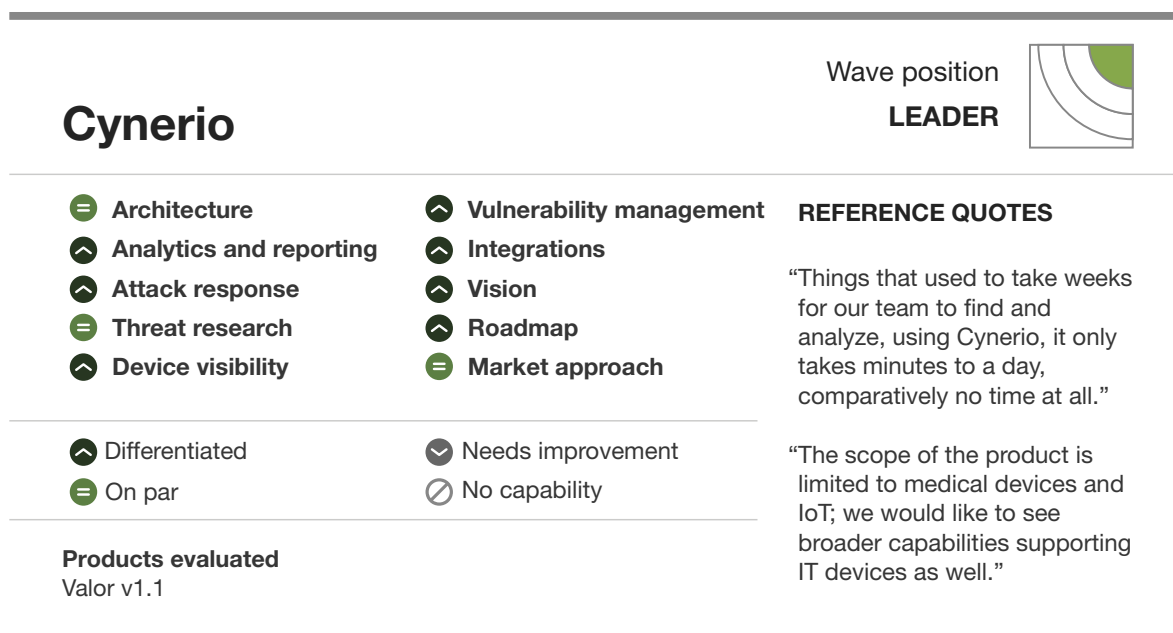 Wave position
LEADER
Cynerio
Architecture
Analytics and reporting
Attack response
Threat research
Device visibility
Vulnerability management
Integrations
Vision
Roadmap
Market approach
Differentiated
On par
Needs improvement
No capability
Products evaluated
Valor v1.1
REFERENCE QUOTES
“Things that used to take weeks
for our team to find and
analyze, using Cynerio, it only
takes minutes to a day,
comparatively no time at all.”
“The scope of the product is
limited to medical devices and
IoT; we would like to see
broader capabilities supporting
IT devices as well.”